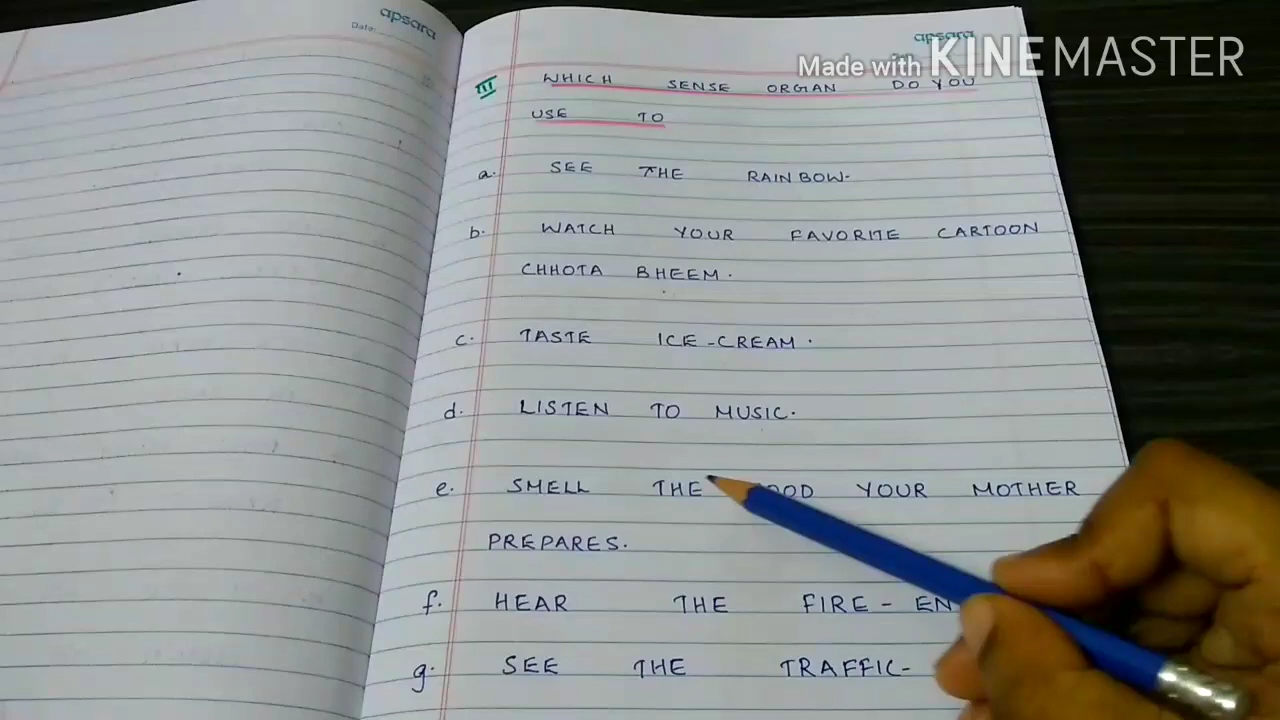 apsara
Date:
apsara
Made with KINEMASTER
III WHICH SENSE ORGAN DO YOU
USE TO
a. SEE THE RAINBOW.
b. WATCH YOUR FAVORITE CARTOON
CHHOTA BHEEM.
c. TASTE ICE-CREAM.
d. LISTEN TO MUSIC.
e. SMELL THE YOUR MOTHER
PREPARES.
f. HEAR THE FIRE-
g. SEE THE TRAFFIC-